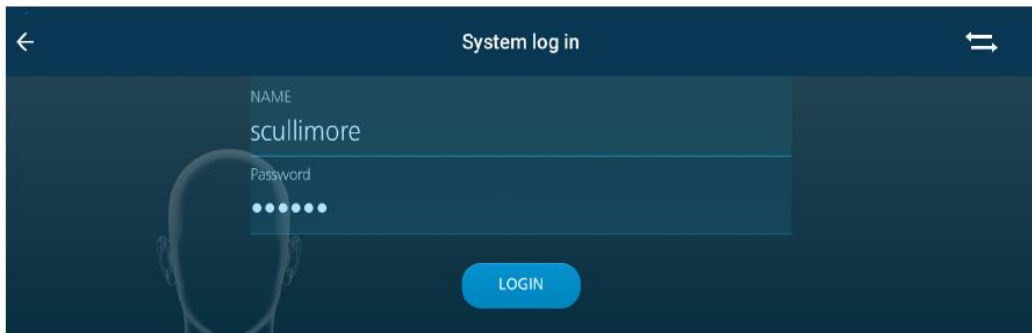 System log in
NAME
scullimore
Password
●●●●●●
LOGIN